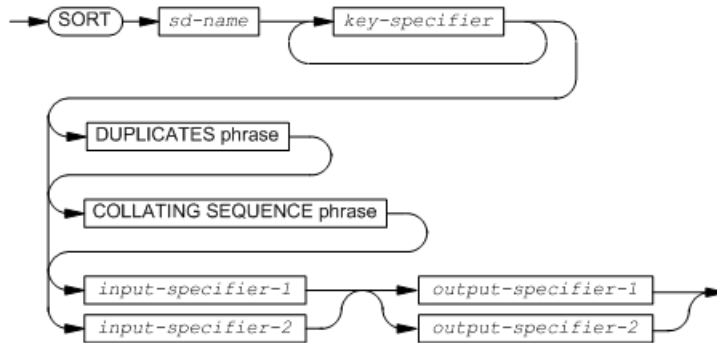 SORT sd-name key-specifier
DUPLICATES phrase
COLLATING SEQUENCE phrase
input-specifier-1 output-specifier-1
input-specifier-2 output-specifier-2